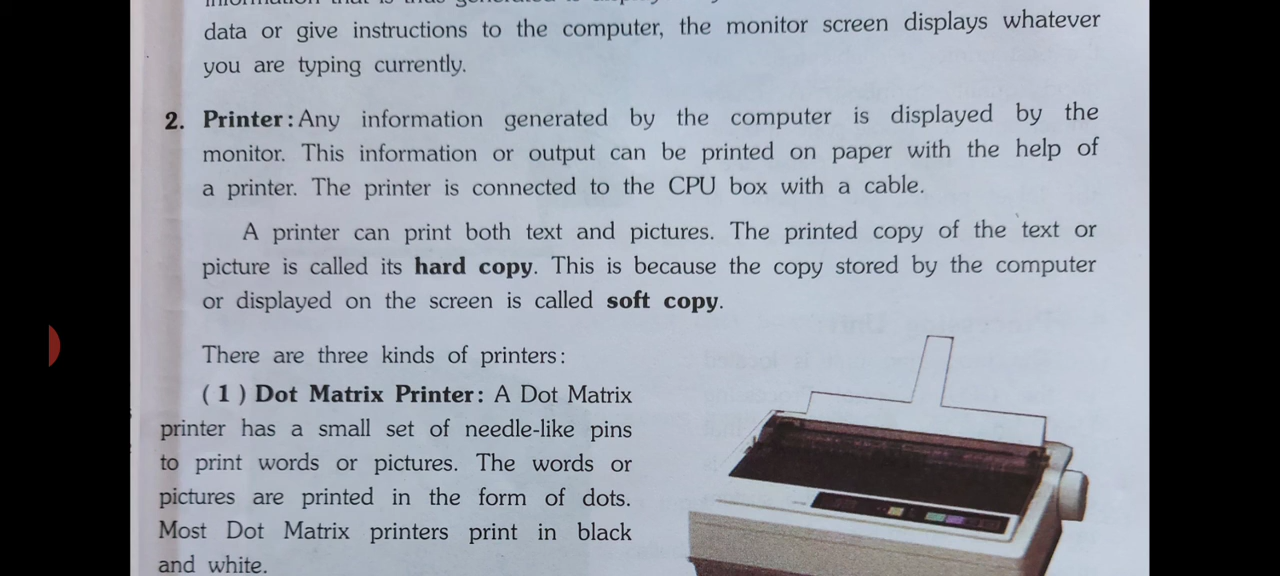 data or give instructions to the computer, the monitor screen displays whatever
you are typing currently.
2. Printer: Any information generated by the computer is displayed by the
monitor. This information or output can be printed on paper with the help of
a printer. The printer is connected to the CPU box with a cable.
A printer can print both text and pictures. The printed copy of the text or
picture is called its hard copy. This is because the copy stored by the computer
or displayed on the screen is called soft copy.
There are three kinds of printers:
( 1 ) Dot Matrix Printer: A Dot Matrix
printer has a small set of needle-like pins
to print words or pictures. The words or
pictures are printed in the form of dots.
Most Dot Matrix printers print in black
and white.